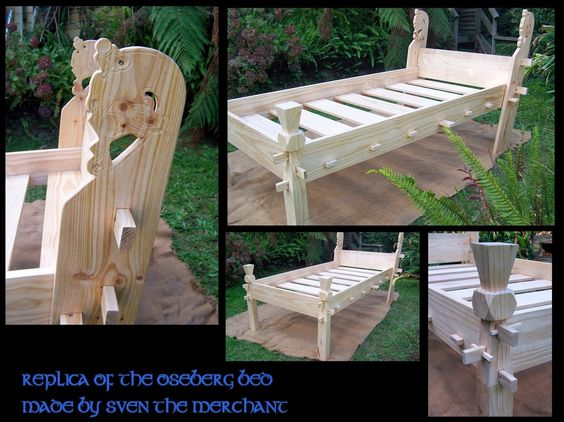 Replica of the Oseberg bed
made by Sven the Merchant